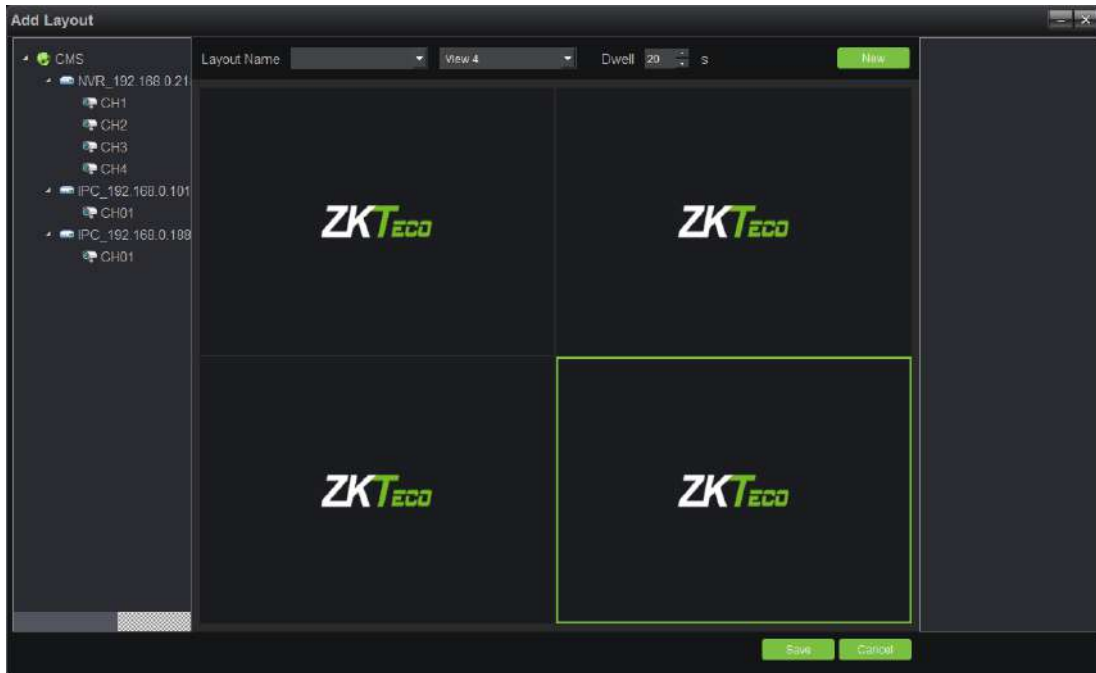 Add Layout
CMS
Layout Name View 4 Dwell 20 s New
NVR_192.168.0.21
CH1
CH2
CH3
CH4
IPC_192.168.0.101
CH01
IPC_192.168.0.188
CH01
ZKTECO ZKTECO
ZKTECO ZKTECO
Save Cancel